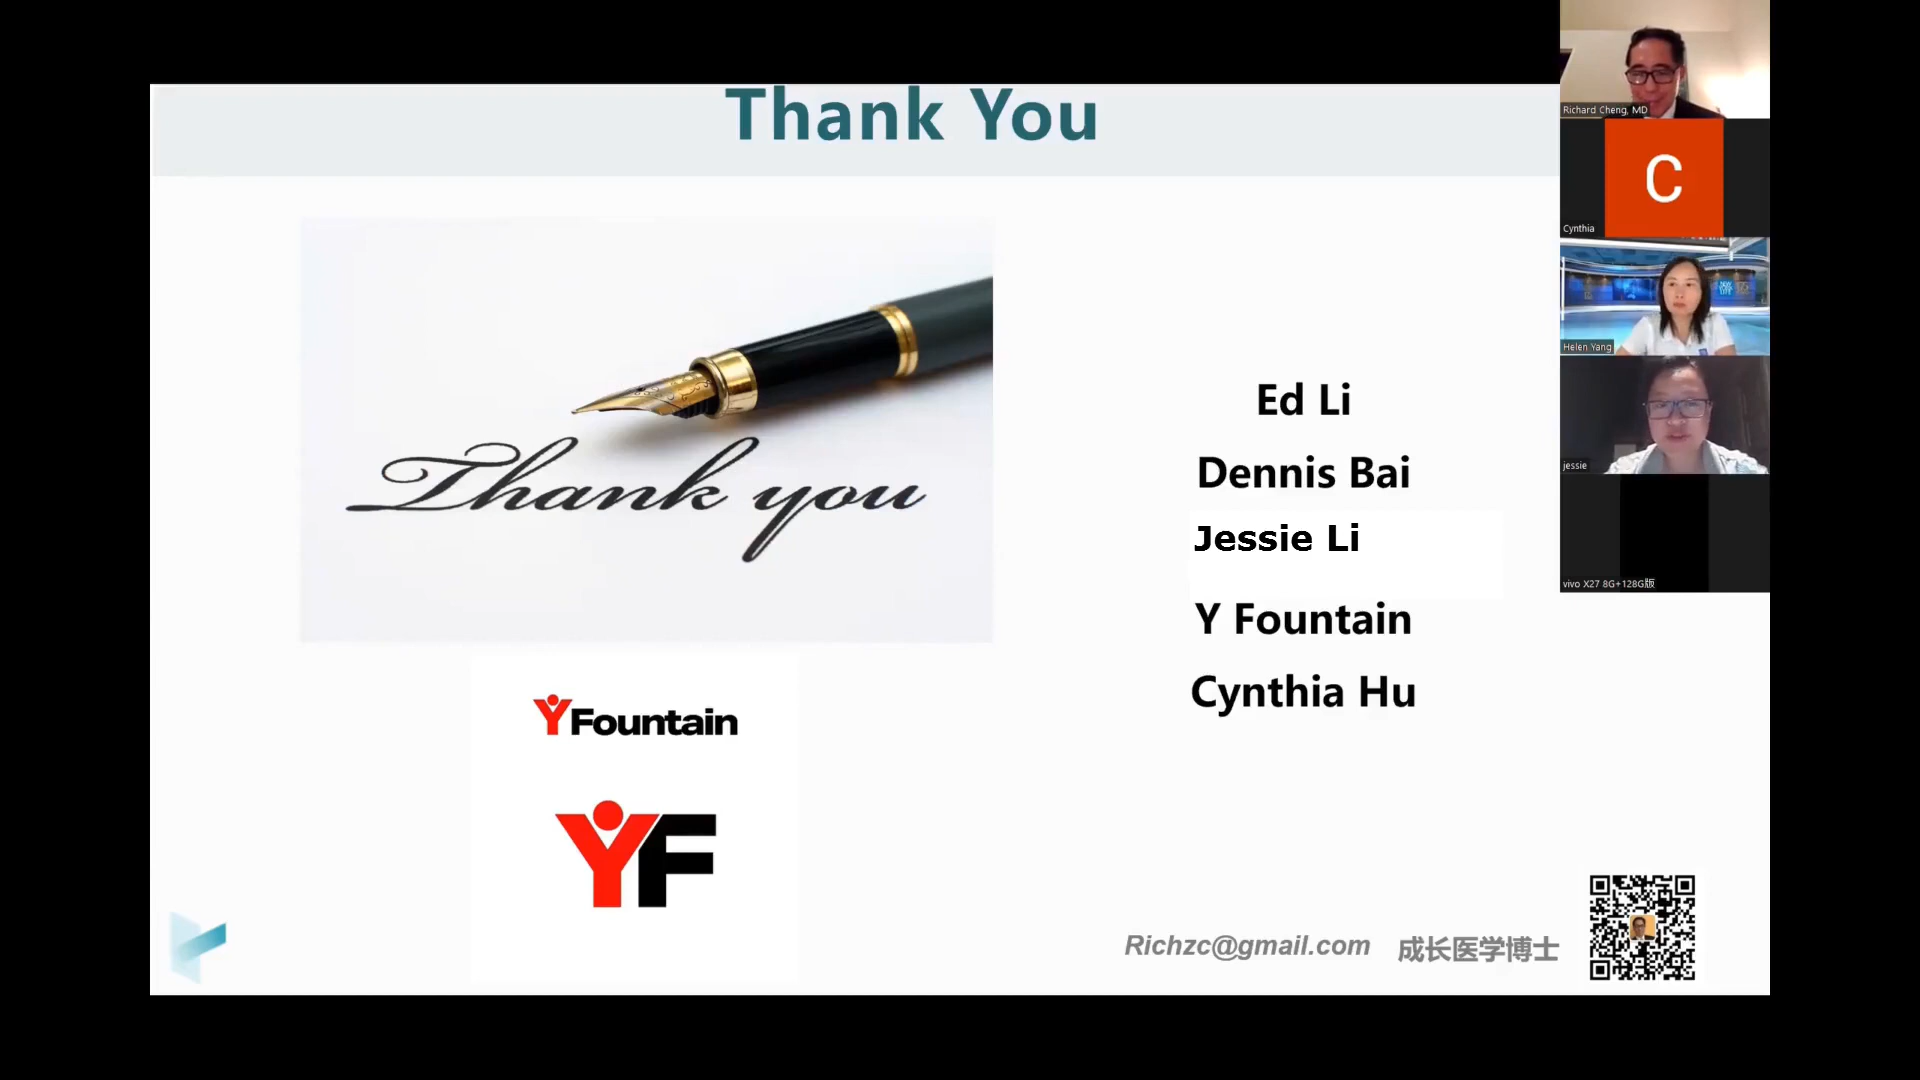 Thank You
Thank you
Ed Li
Dennis Bai
Jessie Li
Y Fountain
Cynthia Hu
YFountain
YF
Richzc@gmail.com 成长医学博士
Richard Cheng, MD
C
Cynthia
Helen Yang
jessie
vivo X27 8G+128G版